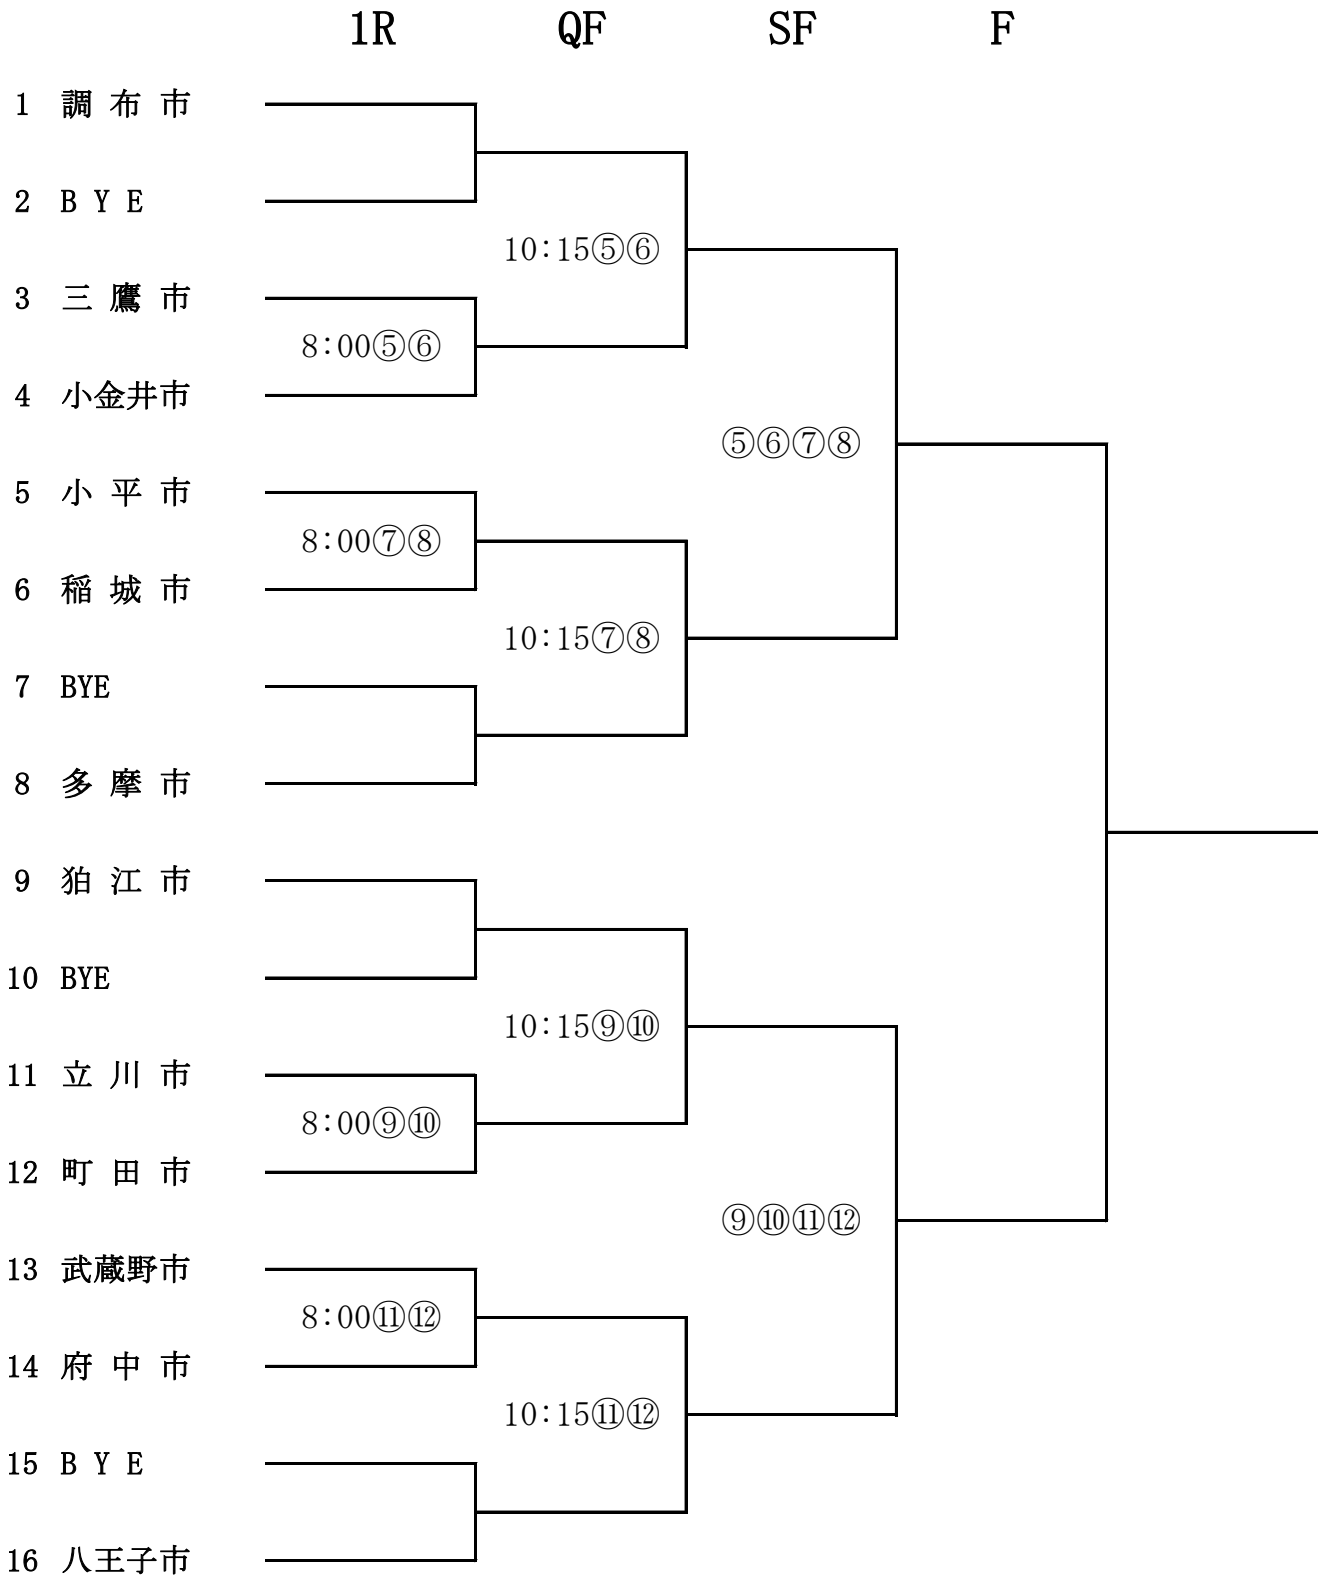 1R QF SF F
1 調布市
2 BYE
10:15⑤⑥
3 三鷹市
8:00⑤⑥
4 小金井市
⑤⑥⑦⑧
5 小平市
8:00⑦⑧
6 稲城市
10:15⑦⑧
7 BYE
8 多摩市
9 狛江市
10 BYE
10:15⑨⑩
11 立川市
8:00⑨⑩
12 町田市
⑨⑩⑪⑫
13 武蔵野市
8:00⑪⑫
14 府中市
10:15⑪⑫
15 BYE
16 八王子市